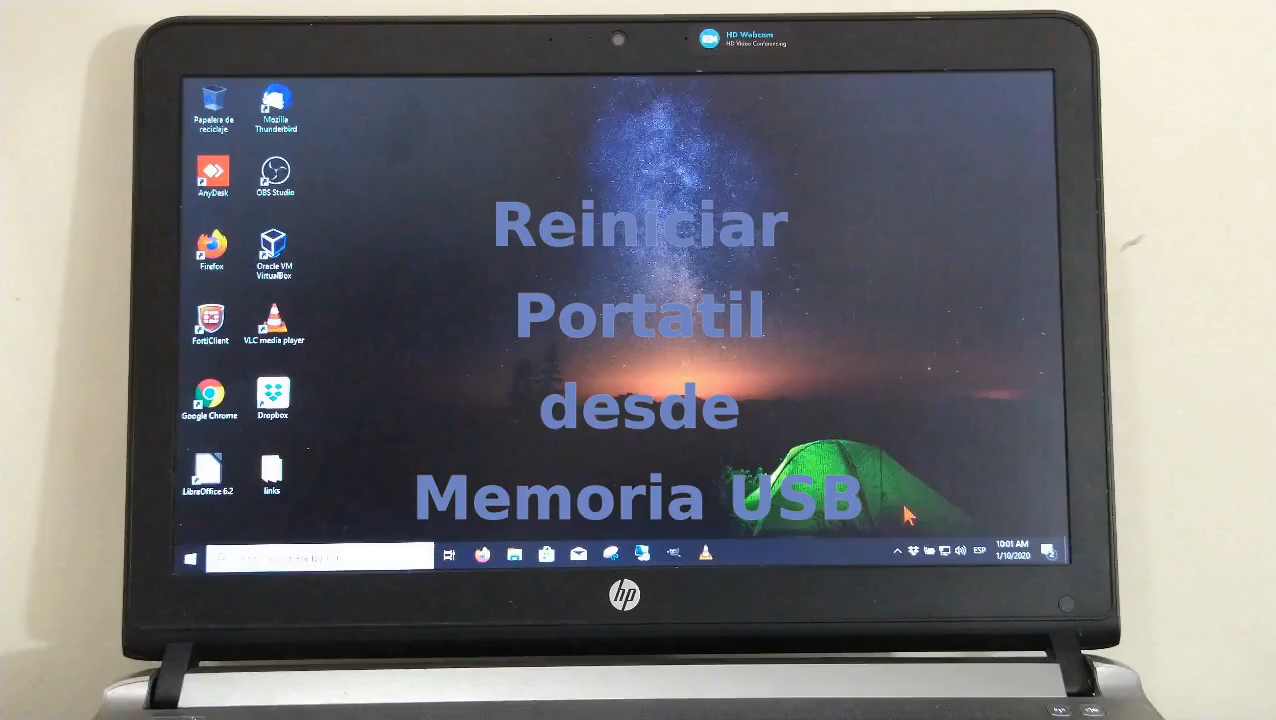 HD Webcam
HD Video Conferencing
Papelera de
reciclaje
Mozilla
Thunderbird
AnyDesk
OBS Studio
Firefox
Oracle VM
VirtualBox
FortiClient
VLC media player
Google Chrome
Dropbox
LibreOffice 6.2
links
Reiniciar
Portatil
desde
Memoria USB
ESP
10:01 AM
1/10/2020
2
hp